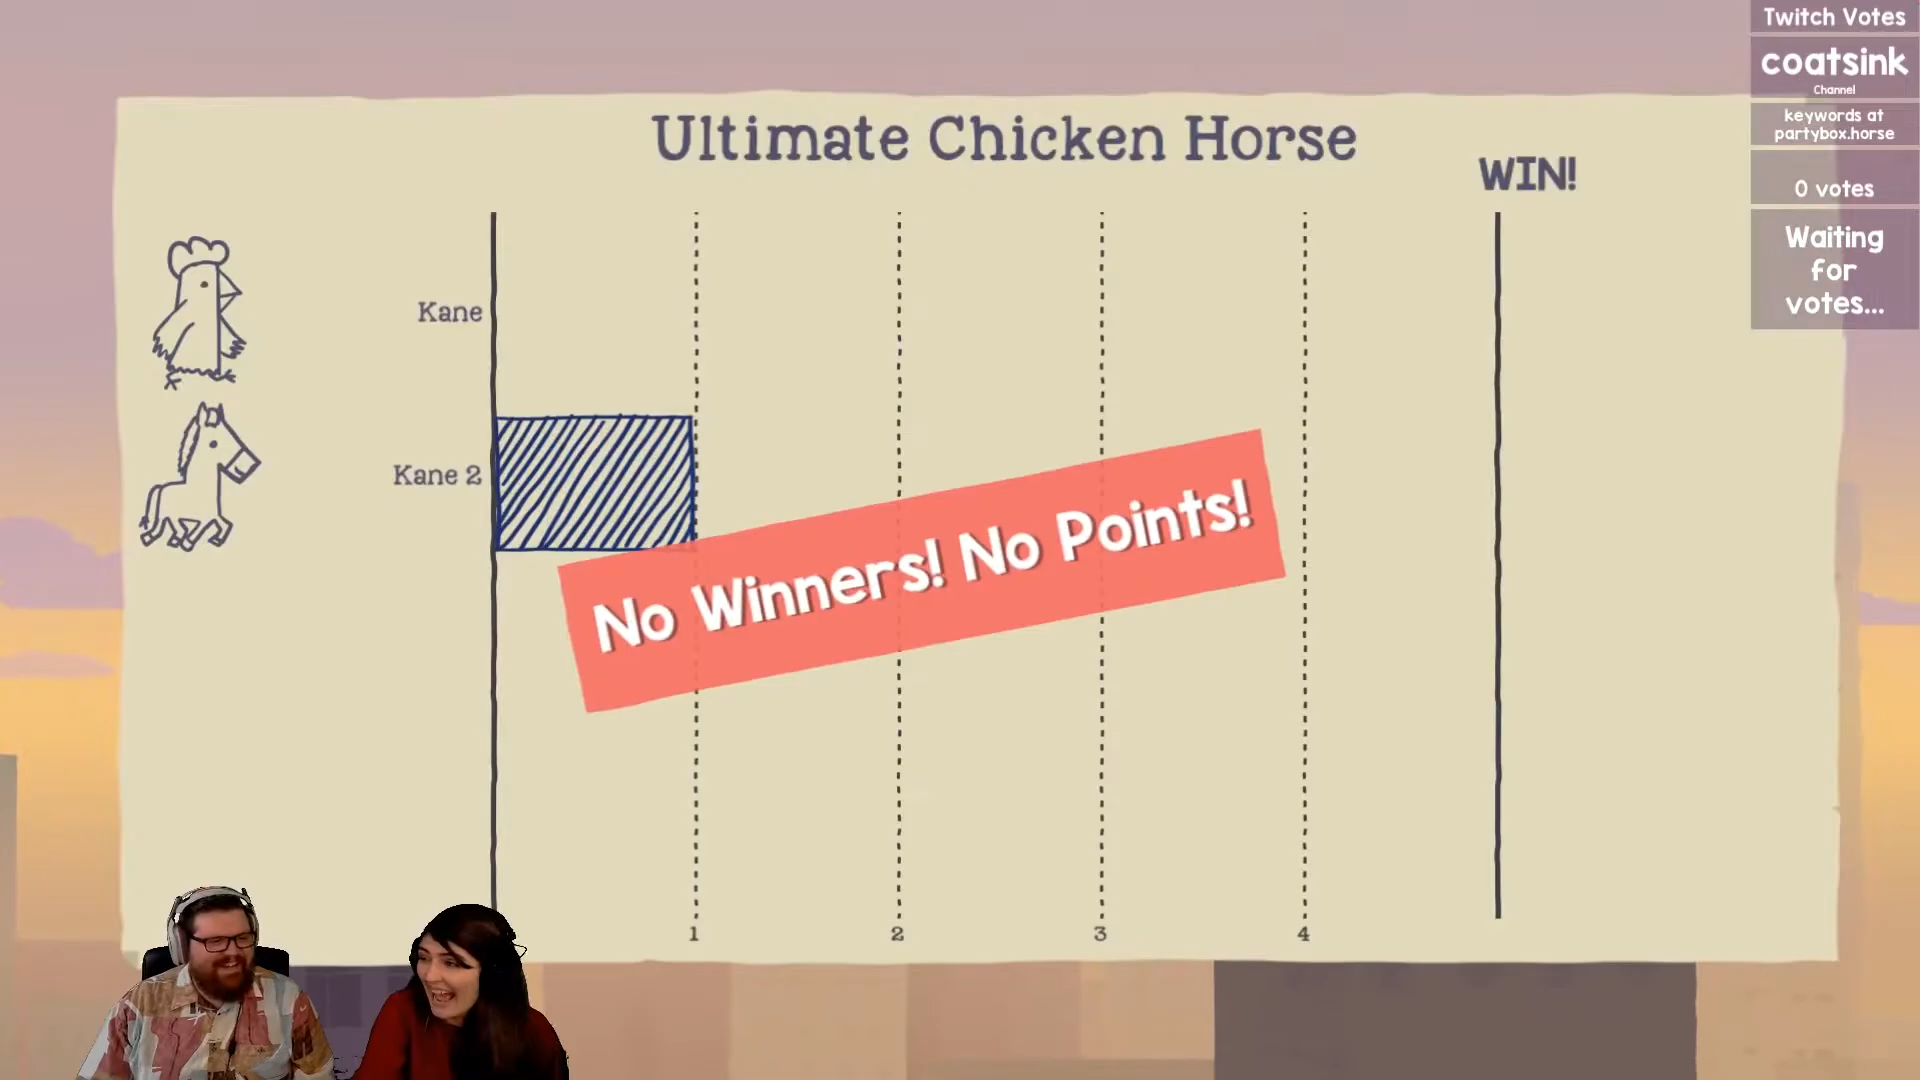 Twitch Votes
coatsink
Channel
keywords at
partybox.horse
0 votes
Waiting
for
votes...
Ultimate Chicken Horse
WIN!
Kane
Kane 2
No Winners! No Points!
1 2 3 4